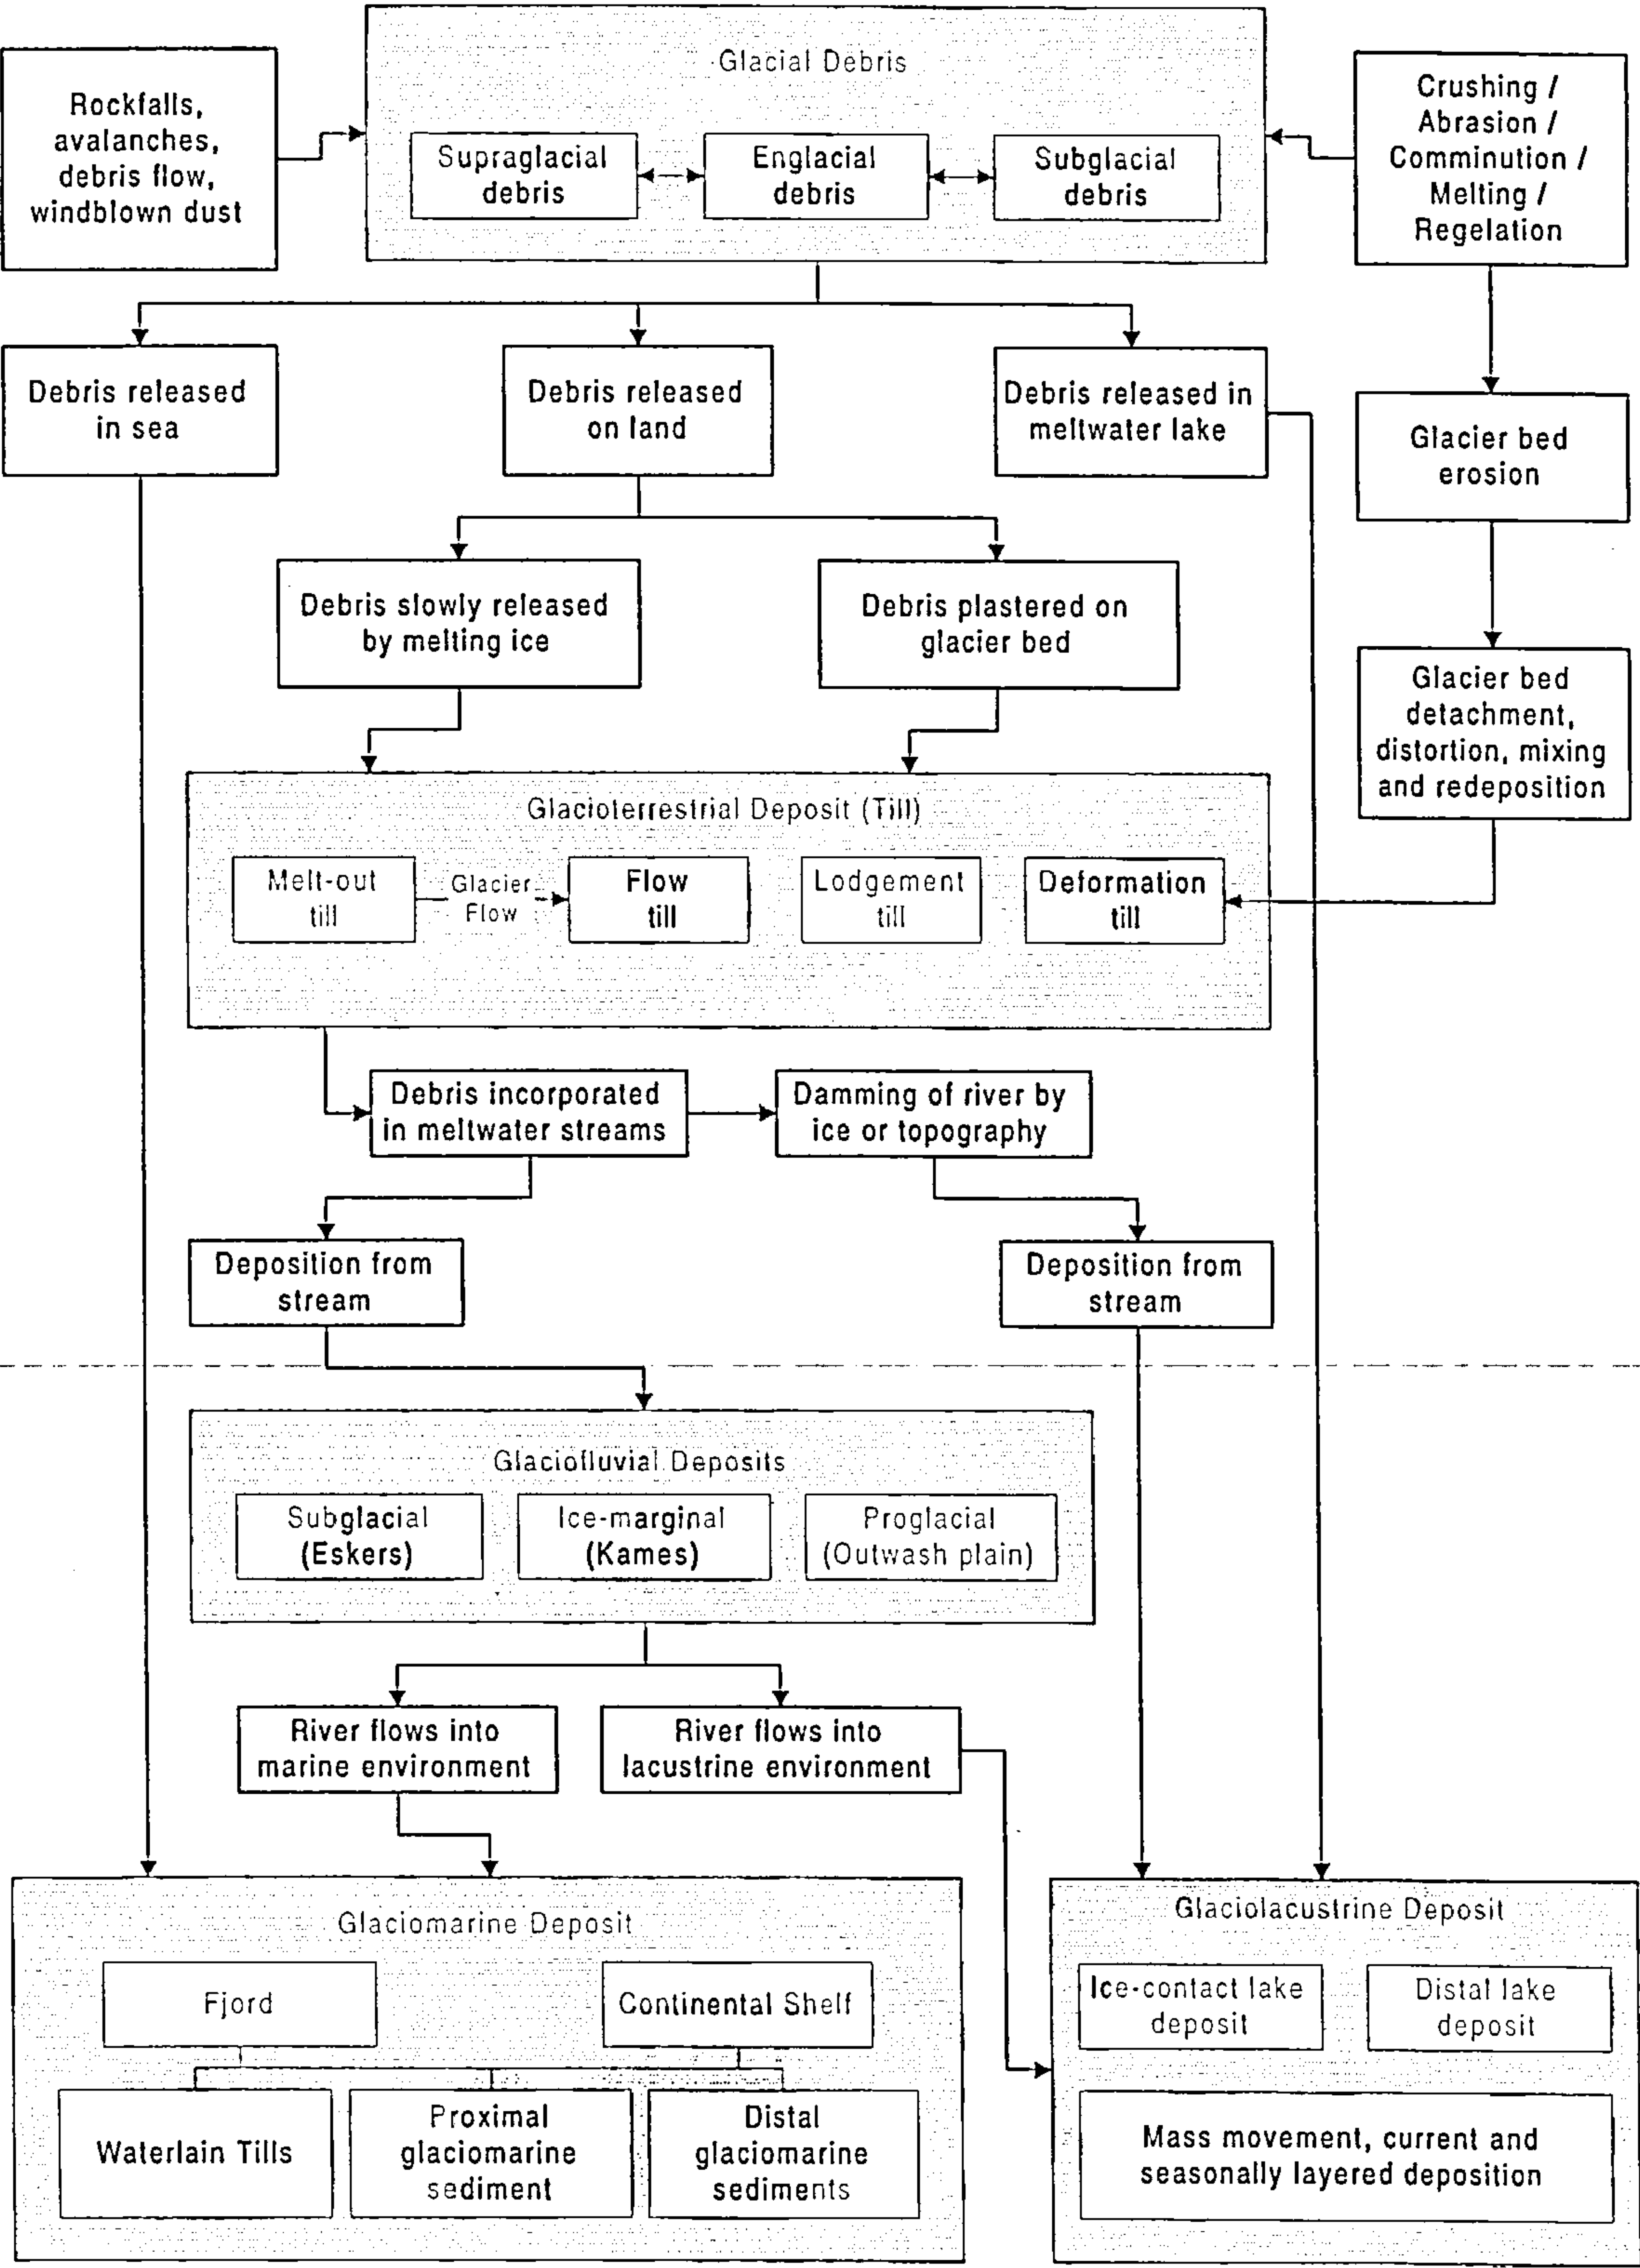 Glacial Debris
Rockfalls,
avalanches,
debris flow,
windblown dust
Supraglacial
debris
Englacial
debris
Subglacial
debris
Crushing /
Abrasion /
Comminution /
Melting /
Regelation
Debris released
in sea
Debris released
on land
Debris released in
meltwater lake
Glacier bed
erosion
Debris slowly released
by melting ice
Debris plastered on
glacier bed
Glacier bed
detachment,
distortion, mixing
and redeposition
Glacioterrestrial Deposit (Till)
Melt-out
till
Glacier
Flow
Flow
till
Lodgement
till
Deformation
till
Debris incorporated
in meltwater streams
Damming of river by
ice or topography
Deposition from
stream
Deposition from
stream
Glaciofluvial Deposits
Subglacial
(Eskers)
Ice-marginal
(Kames)
Proglacial
(Outwash plain)
River flows into
marine environment
River flows into
lacustrine environment
Glaciomarine Deposit
Fjord
Continental Shelf
Waterlain Tills
Proximal
glaciomarine
sediment
Distal
glaciomarine
sediments
Glaciolacustrine Deposit
Ice-contact lake
deposit
Distal lake
deposit
Mass movement, current and
seasonally layered deposition